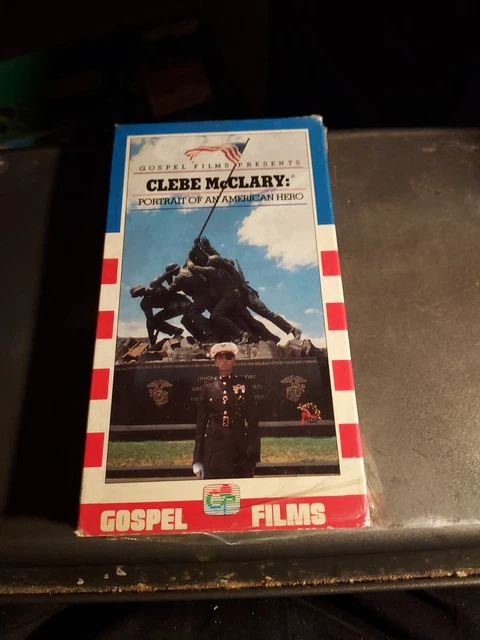 GOSPEL FILMS PRESENTS
CLEBE McCLARY:
PORTRAIT OF AN AMERICAN HERO
GOSPEL FILMS